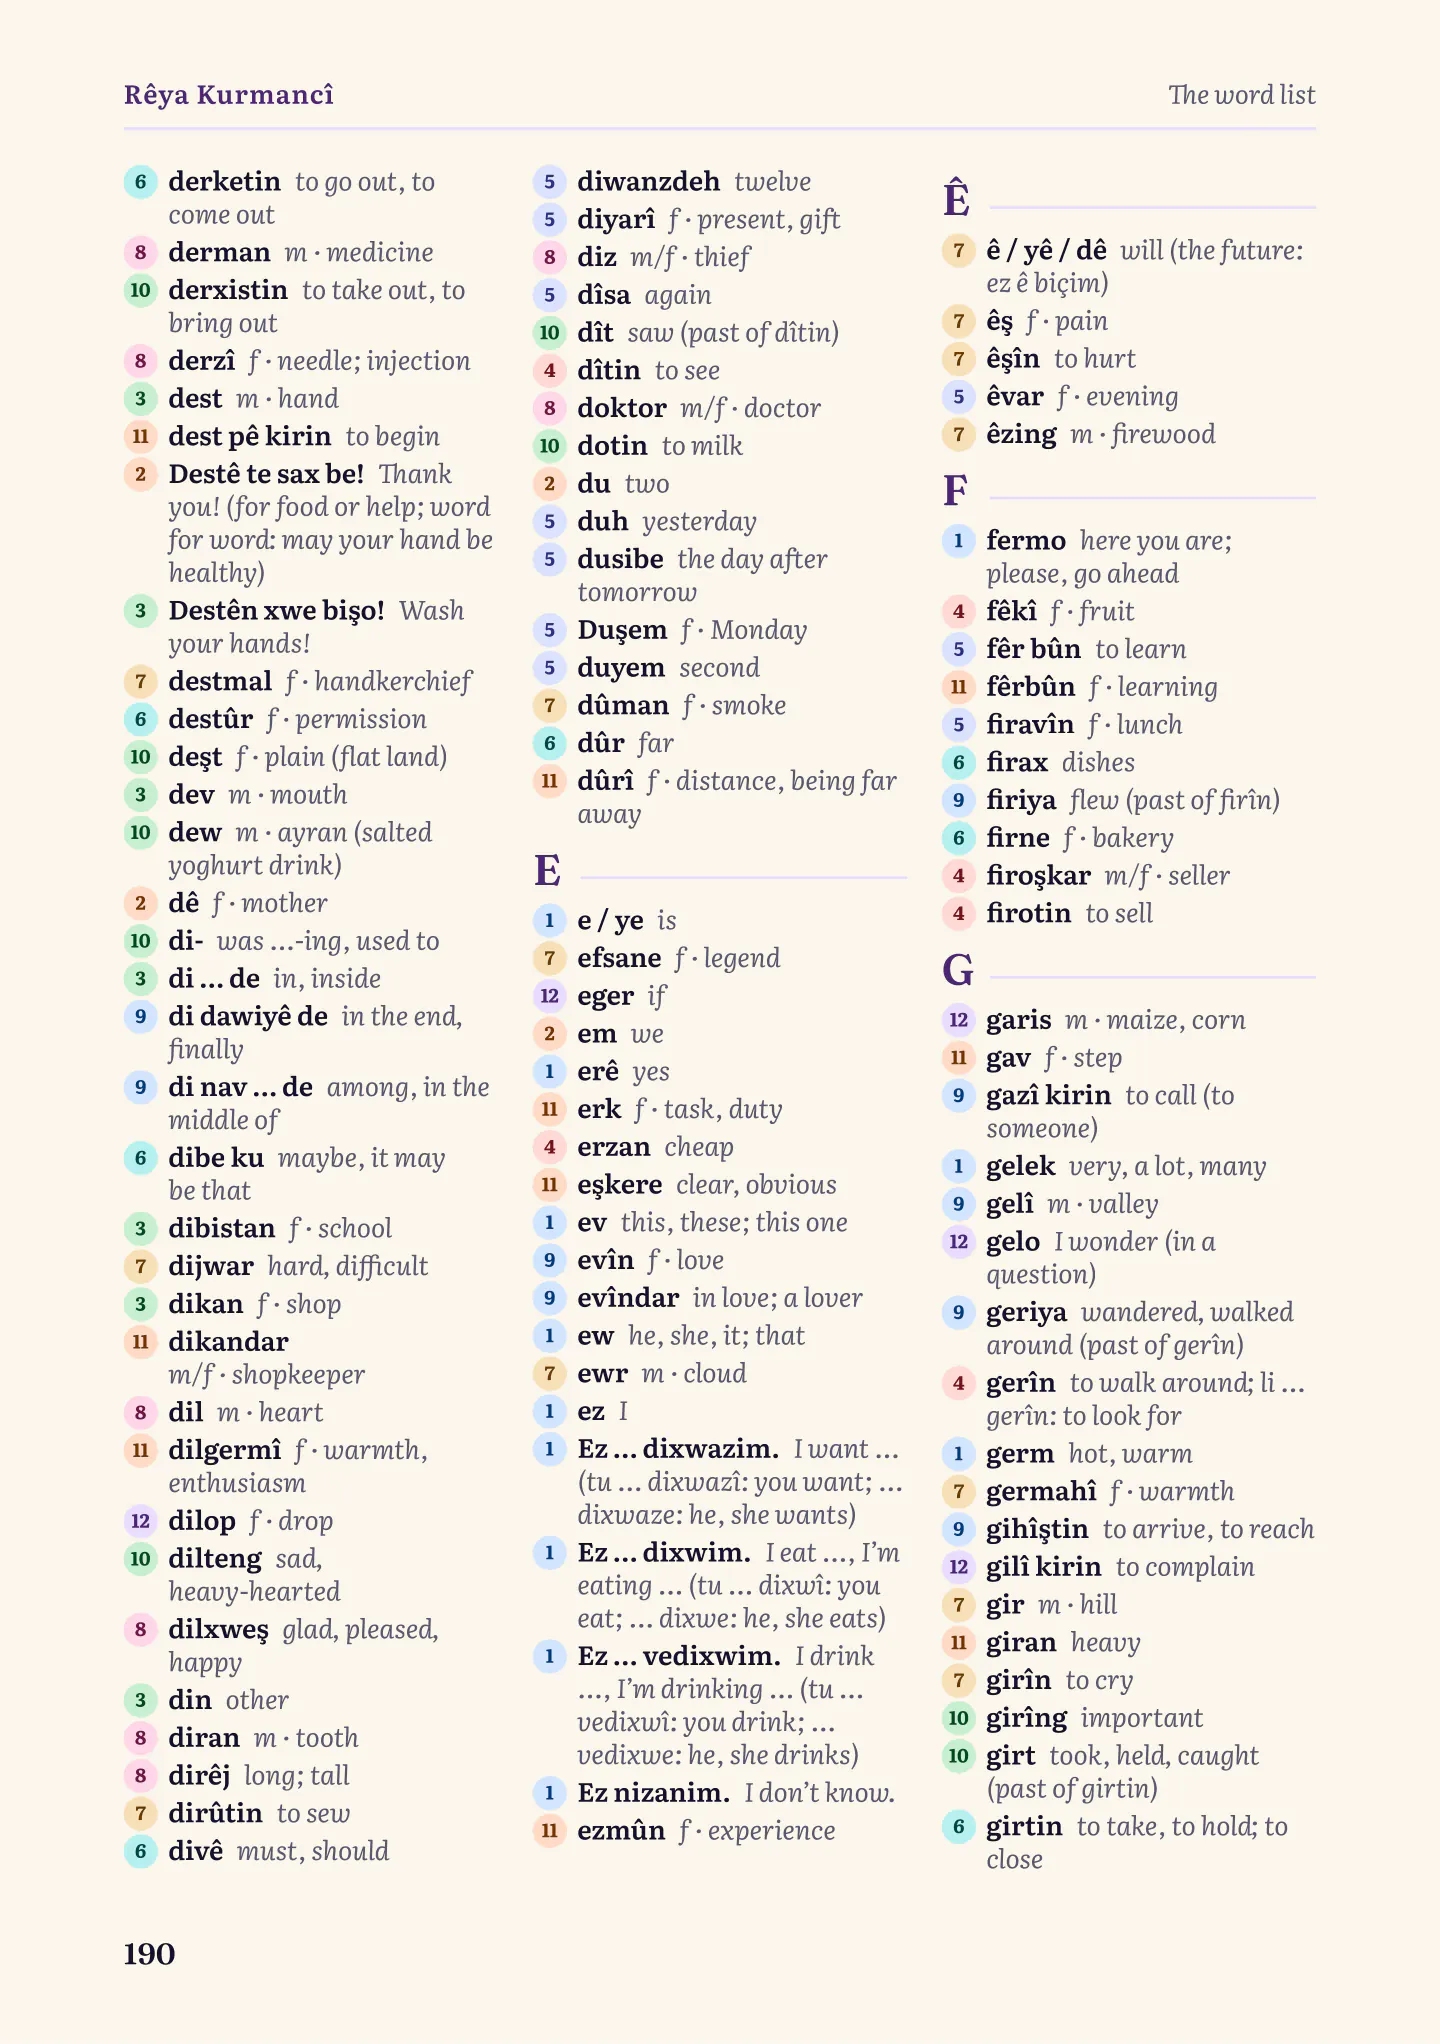 Rêya Kurmancî
The word list
6 derketin to go out, to
come out
8 derman m · medicine
10 derxistin to take out, to
bring out
8 derzî f · needle; injection
3 dest m · hand
11 dest pê kirin to begin
2 Destê te sax be! Thank
you! (for food or help; word
for word: may your hand be
healthy)
3 Destên xwe bişo! Wash
your hands!
7 destmal f · handkerchief
6 destûr f · permission
10 deşt f · plain (flat land)
3 dev m · mouth
10 dew m · ayran (salted
yoghurt drink)
2 dê f · mother
10 di- was …-ing, used to
3 di … de in, inside
9 di dawiyê de in the end,
finally
9 di nav … de among, in the
middle of
6 dibe ku maybe, it may
be that
3 dibistan f · school
7 dijwar hard, difficult
3 dikan f · shop
11 dikandar
m/f · shopkeeper
8 dil m · heart
11 dilgermî f · warmth,
enthusiasm
12 dilop f · drop
10 dilteng sad,
heavy-hearted
8 dilxweş glad, pleased,
happy
3 din other
8 diran m · tooth
8 dirêj long; tall
7 dirûtin to sew
6 divê must, should
5 diwanzdeh twelve
5 diyarî f · present, gift
8 diz m/f · thief
5 dîsa again
10 dît saw (past of dîtin)
4 dîtin to see
8 doktor m/f · doctor
10 dotin to milk
2 du two
5 duh yesterday
5 dusibe the day after
tomorrow
5 Duşem f · Monday
5 duyem second
7 dûman f · smoke
6 dûr far
11 dûrî f · distance, being far
away
E
1 e / ye is
7 efsane f · legend
12 eger if
2 em we
1 erê yes
11 erk f · task, duty
4 erzan cheap
11 eşkere clear, obvious
1 ev this, these; this one
9 evîn f · love
9 evîndar in love; a lover
1 ew he, she, it; that
7 ewr m · cloud
1 ez I
1 Ez … dixwazim. I want …
(tu … dixwazî: you want; …
dixwaze: he, she wants)
1 Ez … dixwim. I eat …, I’m
eating … (tu … dixwî: you
eat; … dixwe: he, she eats)
1 Ez … vedixwim. I drink
…, I’m drinking … (tu …
vedixwî: you drink; …
vedixwe: he, she drinks)
1 Ez nizanim. I don’t know.
11 ezmûn f · experience
Ê
7 ê / yê / dê will (the future:
ez ê biçim)
7 êş f · pain
7 êşîn to hurt
5 êvar f · evening
7 êzing m · firewood
F
1 fermo here you are;
please, go ahead
4 fêkî f · fruit
5 fêr bûn to learn
11 fêrbûn f · learning
5 firavîn f · lunch
6 firax dishes
9 firiya flew (past of firîn)
6 firne f · bakery
4 firoşkar m/f · seller
4 firotin to sell
G
12 garis m · maize, corn
11 gav f · step
9 gazî kirin to call (to
someone)
1 gelek very, a lot, many
9 gelî m · valley
12 gelo I wonder (in a
question)
9 geriya wandered, walked
around (past of gerîn)
4 gerîn to walk around; li …
gerîn: to look for
1 germ hot, warm
7 germahî f · warmth
9 gihîştin to arrive, to reach
12 gilî kirin to complain
7 gir m · hill
11 giran heavy
7 girîn to cry
10 girîng important
10 girt took, held, caught
(past of girtin)
6 girtin to take, to hold; to
close
190